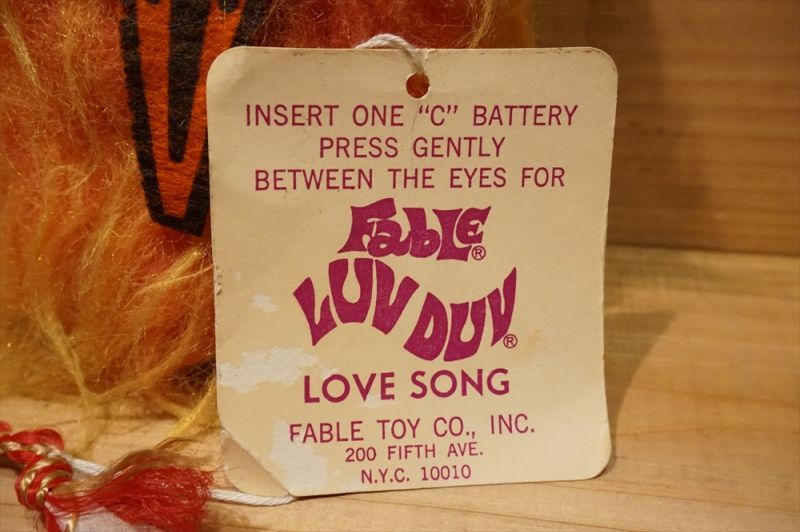 INSERT ONE “C” BATTERY
PRESS GENTLY
BETWEEN THE EYES FOR
Fable®
LUV DUV®
LOVE SONG
FABLE TOY CO., INC.
200 FIFTH AVE.
N.Y.C. 10010